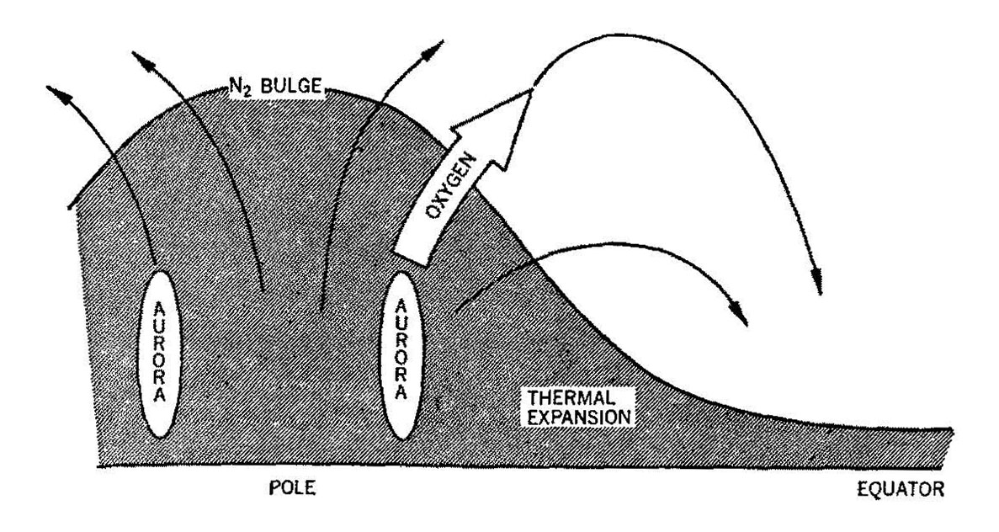 N₂ BULGE
OXYGEN
AURORA
AURORA
THERMAL
EXPANSION
POLE
EQUATOR